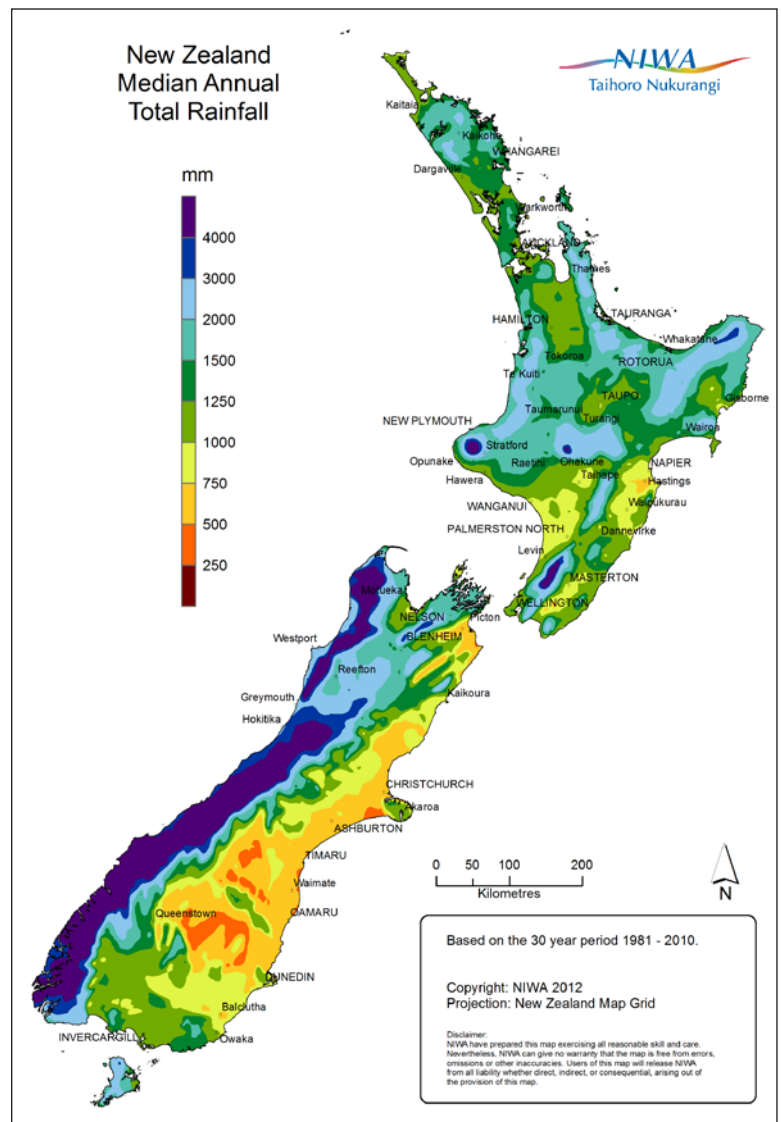 New Zealand
Median Annual
Total Rainfall
NIWA
Taihoro Nukurangi
mm
4000
3000
2000
1500
1250
1000
750
500
250
Kaitaia
Kaikohe
WHANGAREI
Dargaville
Warkworth
AUCKLAND
Thames
HAMILTON
TAURANGA
Whakatane
Tokoroa
ROTORUA
Te Kuiti
TAUPO
Gisborne
Taumarunui
Turangi
NEW PLYMOUTH
Wairoa
Stratford
Opunake
Raetihi
Ohakune
NAPIER
Taihape
Hawera
Hastings
WANGANUI
Waipukurau
PALMERSTON NORTH
Dannevirke
Levin
MASTERTON
WELLINGTON
Motueka
NELSON
Picton
Westport
BLENHEIM
Reefton
Greymouth
Kaikoura
Hokitika
CHRISTCHURCH
Akaroa
ASHBURTON
TIMARU
Waimate
Queenstown
OAMARU
DUNEDIN
Balclutha
INVERCARGILL
Owaka
0 50 100 200
Kilometres
N
Based on the 30 year period 1981 - 2010.
Copyright: NIWA 2012
Projection: New Zealand Map Grid
Disclaimer:
NIWA have prepared this map exercising all reasonable skill and care.
Nevertheless, NIWA can give no warranty that the map is free from errors,
omissions or other inaccuracies. Users of this map will release NIWA
from all liability whether direct, indirect, or consequential, arising out of
the provision of this map.